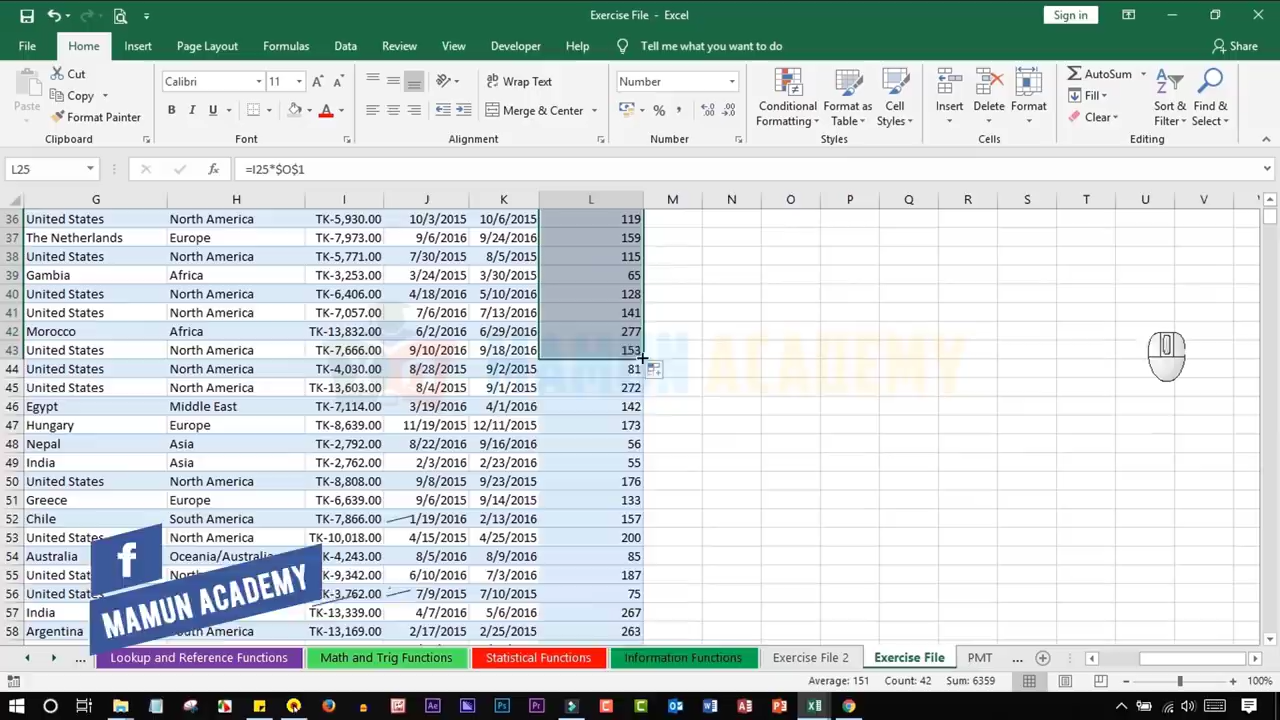 Exercise File - Excel
Sign in
File Home Insert Page Layout Formulas Data Review View Developer Help Tell me what you want to do Share
Paste
Cut
Copy
Format Painter
Clipboard
Calibri 11
B I U
Font
Wrap Text
Merge & Center
Alignment
Number
Number
Conditional Formatting
Format as Table
Cell Styles
Styles
Insert Delete Format
Cells
AutoSum
Fill
Clear
Sort & Filter
Find & Select
Editing
L25 fx =I25*$O$1
G H I J K L M N O P Q R S T U V
36 United States North America TK-5,930.00 10/3/2015 10/6/2015 119
37 The Netherlands Europe TK-7,973.00 9/6/2016 9/24/2016 159
38 United States North America TK-5,771.00 7/30/2015 8/5/2015 115
39 Gambia Africa TK-3,253.00 3/24/2015 3/30/2015 65
40 United States North America TK-6,406.00 4/18/2016 5/10/2016 128
41 United States North America TK-7,057.00 7/6/2016 7/13/2016 141
42 Morocco Africa TK-13,832.00 6/2/2016 6/29/2016 277
43 United States North America TK-7,666.00 9/10/2016 9/18/2016 153
44 United States North America TK-4,030.00 8/28/2015 9/2/2015 81
45 United States North America TK-13,603.00 8/4/2015 9/1/2015 272
46 Egypt Middle East TK-7,114.00 3/19/2016 4/1/2016 142
47 Hungary Europe TK-8,639.00 11/19/2015 12/11/2015 173
48 Nepal Asia TK-2,792.00 8/22/2016 9/16/2016 56
49 India Asia TK-2,762.00 2/3/2016 2/23/2016 55
50 United States North America TK-8,808.00 9/8/2015 9/23/2015 176
51 Greece Europe TK-6,639.00 9/6/2015 9/14/2015 133
52 Chile South America TK-7,866.00 1/19/2016 2/13/2016 157
53 United States North America TK-10,018.00 4/15/2015 4/25/2015 200
54 Australia Oceania/Australia TK-4,243.00 8/5/2016 8/9/2016 85
55 United St TK-9,342.00 6/10/2016 7/3/2016 187
56 United States TK-3,762.00 7/9/2015 7/10/2015 75
57 India TK-13,339.00 4/7/2016 5/6/2016 267
58 Argentina South America TK-13,169.00 2/17/2015 2/25/2015 263
MAMUN ACADEMY
f
MAMUN ACADEMY
... Lookup and Reference Functions Math and Trig Functions Statistical Functions Information Functions Exercise File 2 Exercise File PMT ...
Average: 151 Count: 42 Sum: 6359 100%